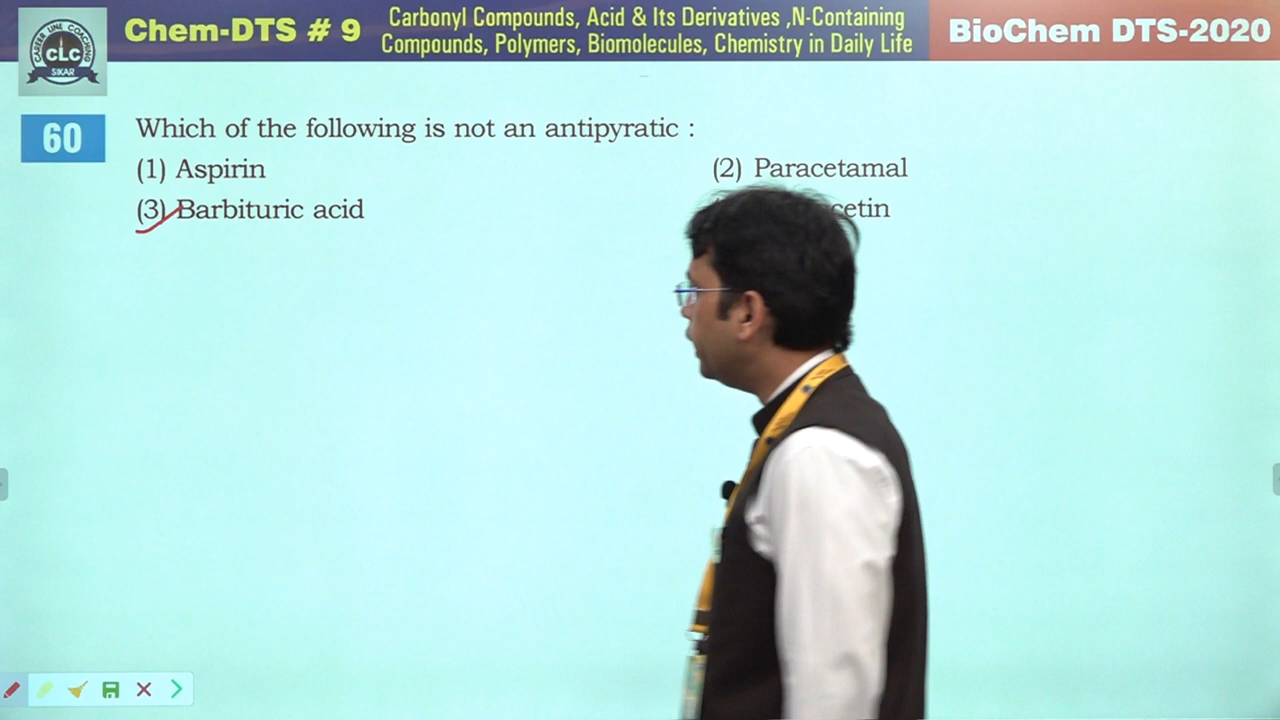 CAREER LINE COACHING
CLC
SIKAR
Chem-DTS # 9
Carbonyl Compounds, Acid & Its Derivatives ,N-Containing
Compounds, Polymers, Biomolecules, Chemistry in Daily Life
BioChem DTS-2020
60
Which of the following is not an antipyratic :
(1) Aspirin
(2) Paracetamal
(3) Barbituric acid